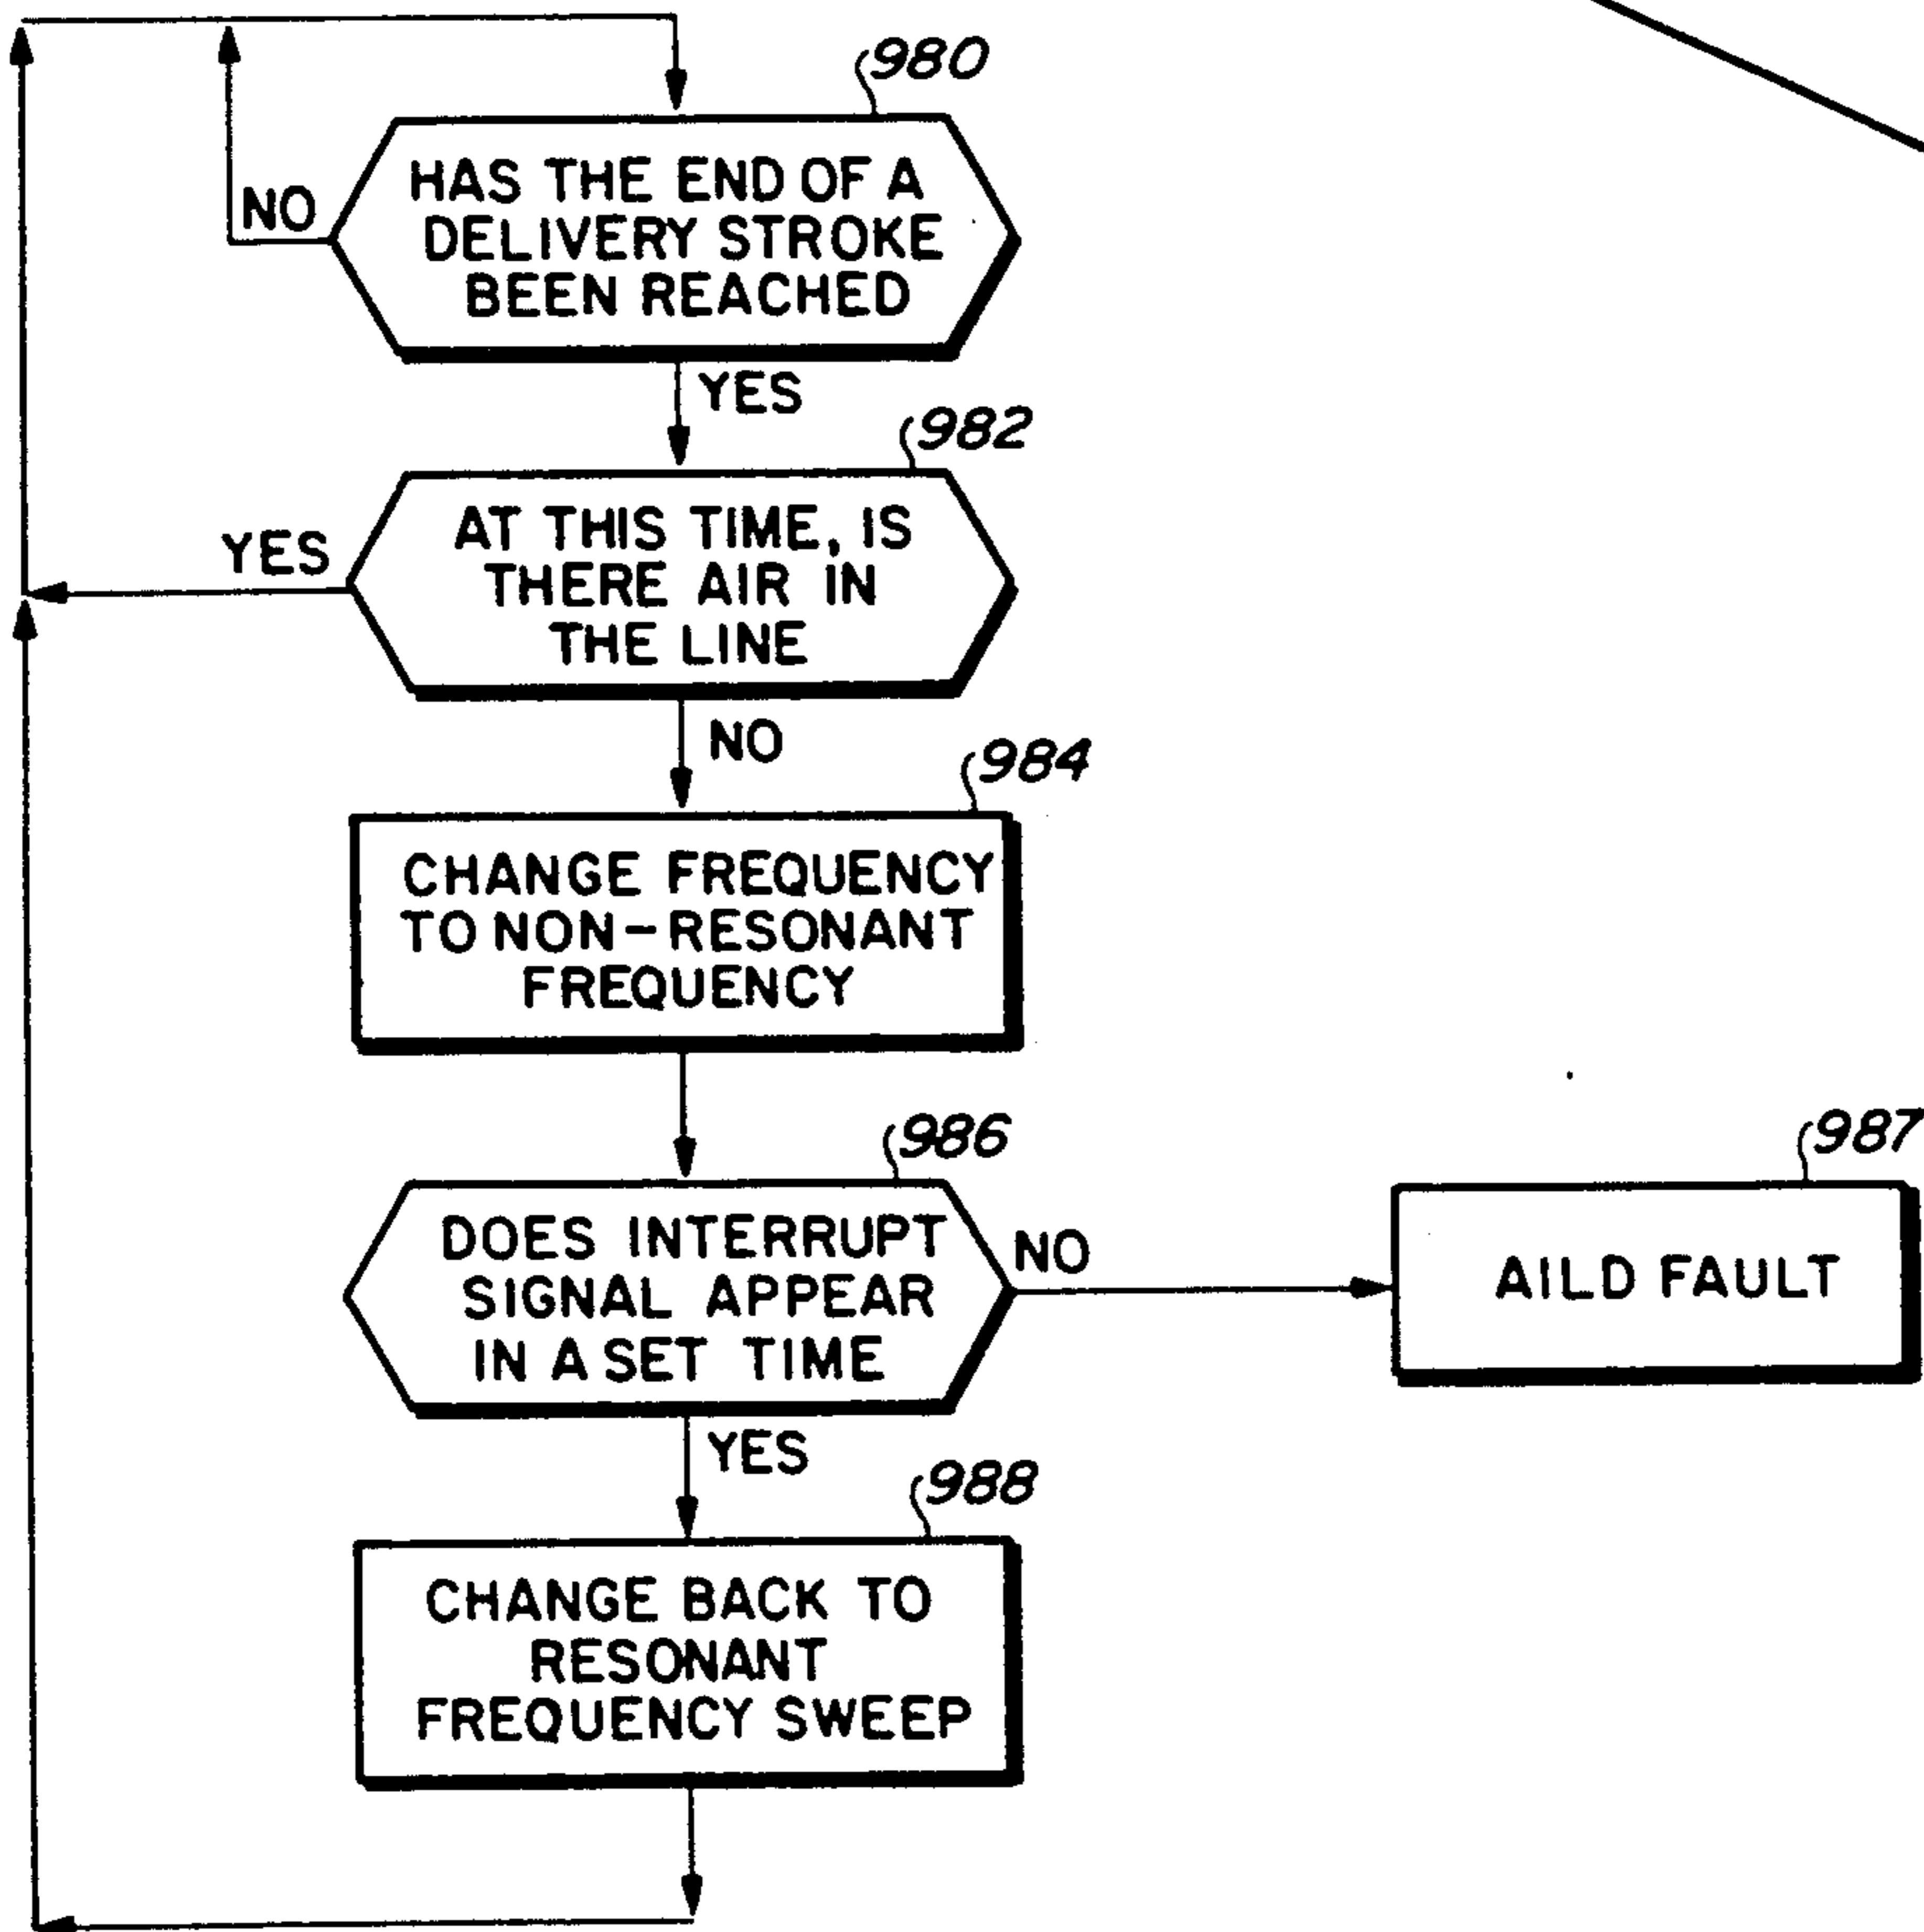 980
HAS THE END OF A
DELIVERY STROKE
BEEN REACHED
NO
YES
982
AT THIS TIME, IS
THERE AIR IN
THE LINE
YES
NO
984
CHANGE FREQUENCY
TO NON-RESONANT
FREQUENCY
986
DOES INTERRUPT
SIGNAL APPEAR
IN A SET TIME
NO
987
AILD FAULT
YES
988
CHANGE BACK TO
RESONANT
FREQUENCY SWEEP